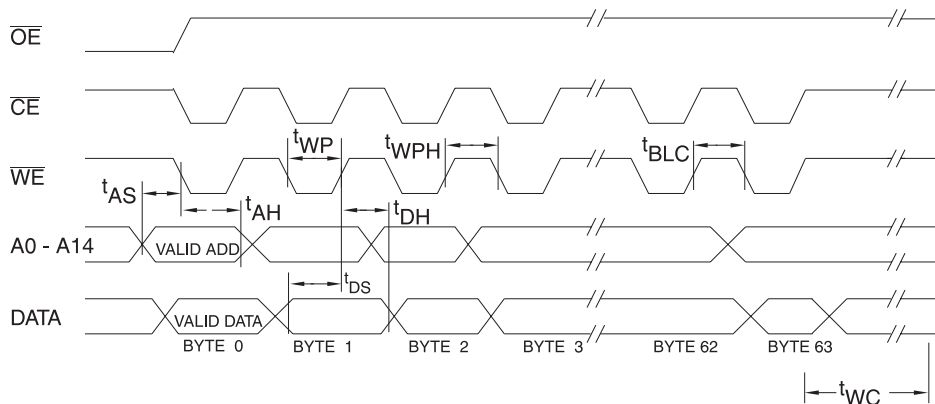 OE
CE
tWP
tWPH
tBLC
WE
tAS
tAH
tDH
A0 - A14
VALID ADD
tDS
DATA
VALID DATA
BYTE 0
BYTE 1
BYTE 2
BYTE 3
BYTE 62
BYTE 63
tWC